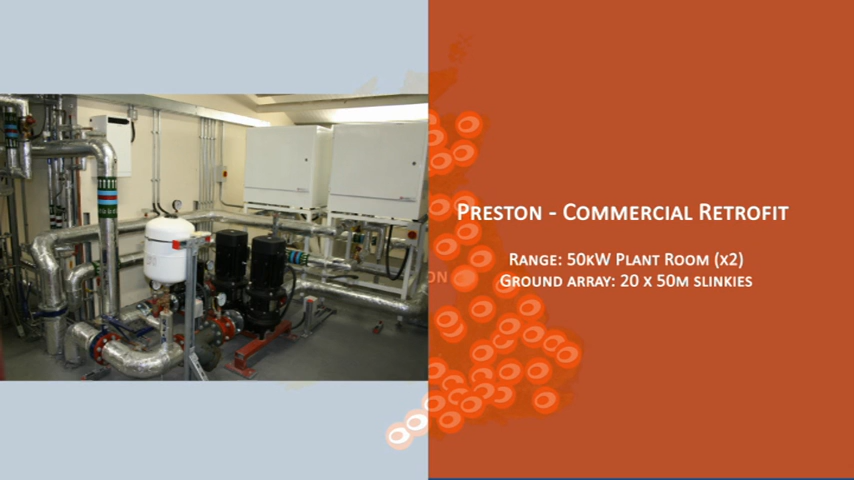 Preston - Commercial Retrofit
Range: 50kW Plant Room (x2)
Ground array: 20 x 50m slinkies